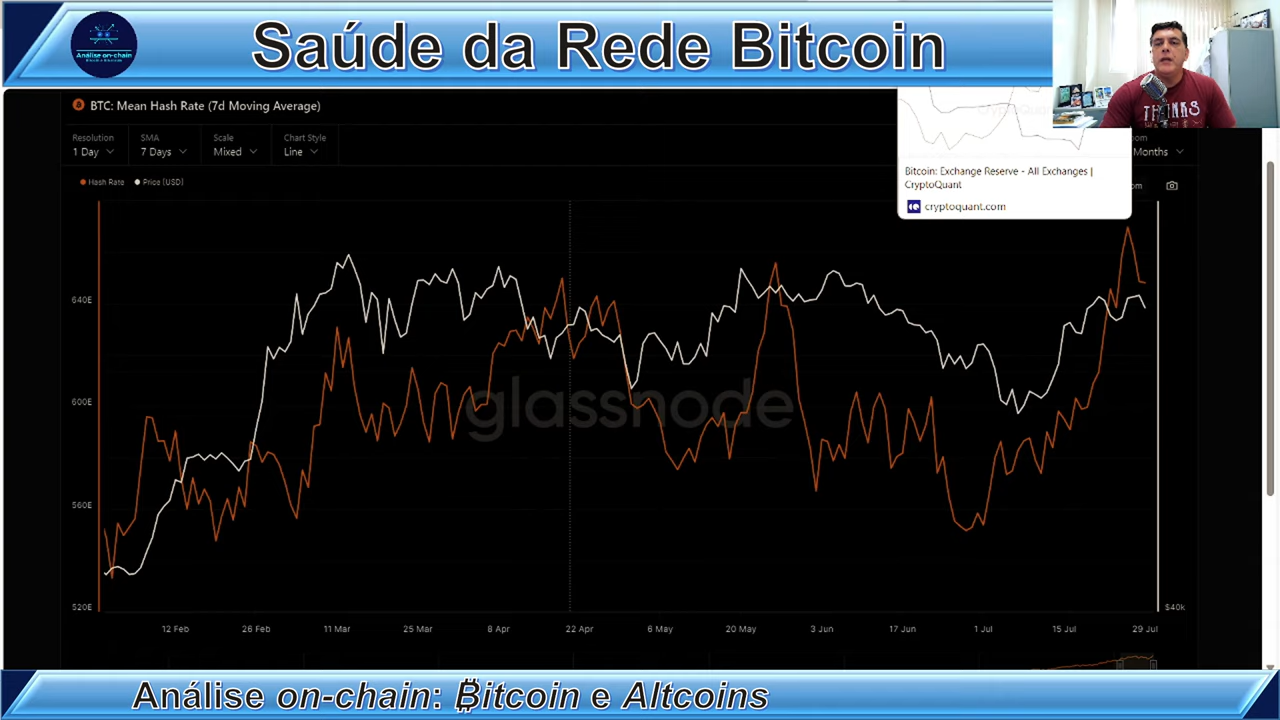 Análise on-chain
Saúde da Rede Bitcoin
BTC: Mean Hash Rate (7d Moving Average)
Resolution
1 Day
SMA
7 Days
Scale
Mixed
Chart Style
Line
Months
Hash Rate
Price (USD)
Bitcoin: Exchange Reserve - All Exchanges |
CryptoQuant
cryptoquant.com
THANKS
640E
600E
560E
520E
$40k
glassnode
12 Feb
26 Feb
11 Mar
25 Mar
8 Apr
22 Apr
6 May
20 May
3 Jun
17 Jun
1 Jul
15 Jul
29 Jul
Análise on-chain: ₿itcoin e Altcoins